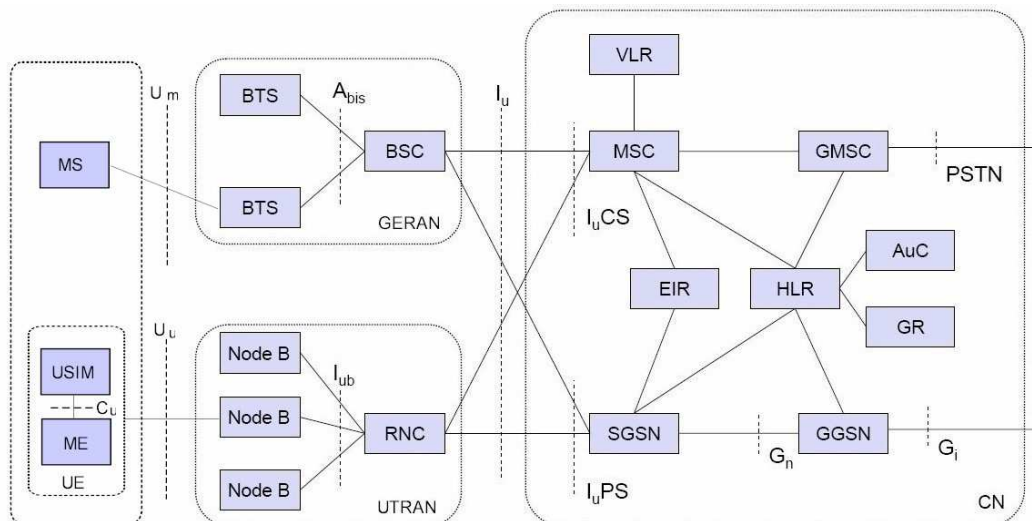 VLR
U m
A bis
I u
BTS
BSC
MSC
GMSC
MS
PSTN
BTS
GERAN
I u CS
AuC
EIR
HLR
GR
U u
Node B
USIM
I ub
C u
Node B
RNC
SGSN
GGSN
ME
G n
G i
UE
Node B
UTRAN
I u PS
CN